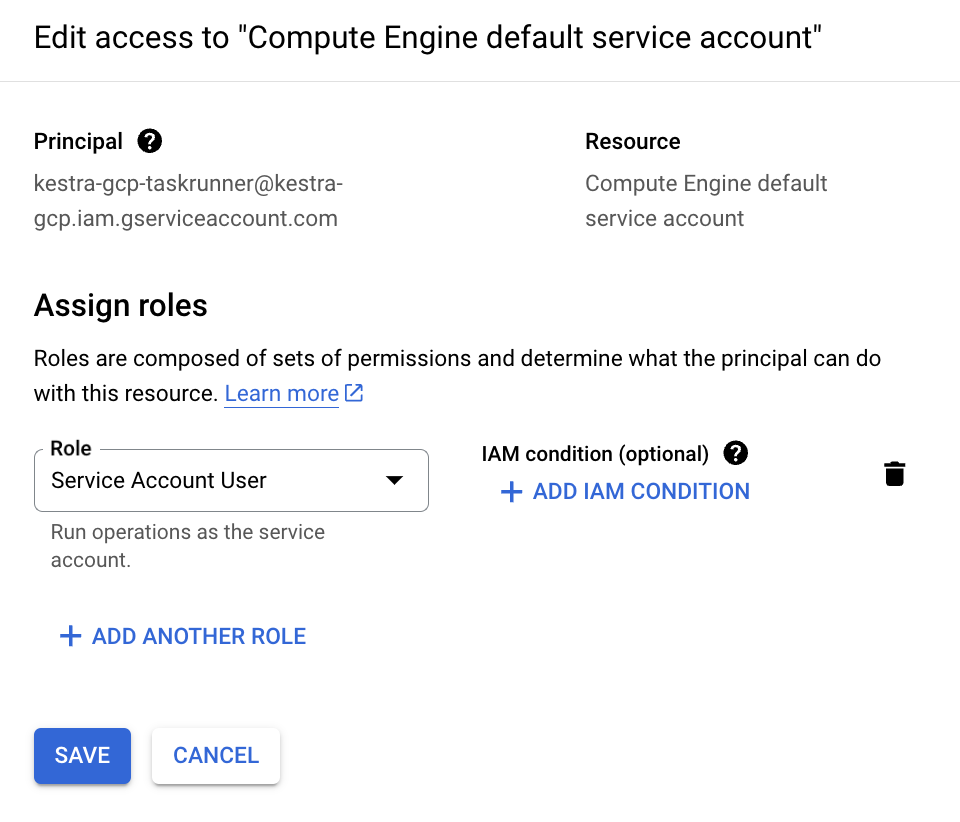 Edit access to "Compute Engine default service account"
Principal
Resource
kestra-gcp-taskrunner@kestra-
gcp.iam.gserviceaccount.com
Compute Engine default
service account
Assign roles
Roles are composed of sets of permissions and determine what the principal can do
with this resource. Learn more
Role
Service Account User
Run operations as the service
account.
IAM condition (optional)
ADD IAM CONDITION
ADD ANOTHER ROLE
SAVE
CANCEL